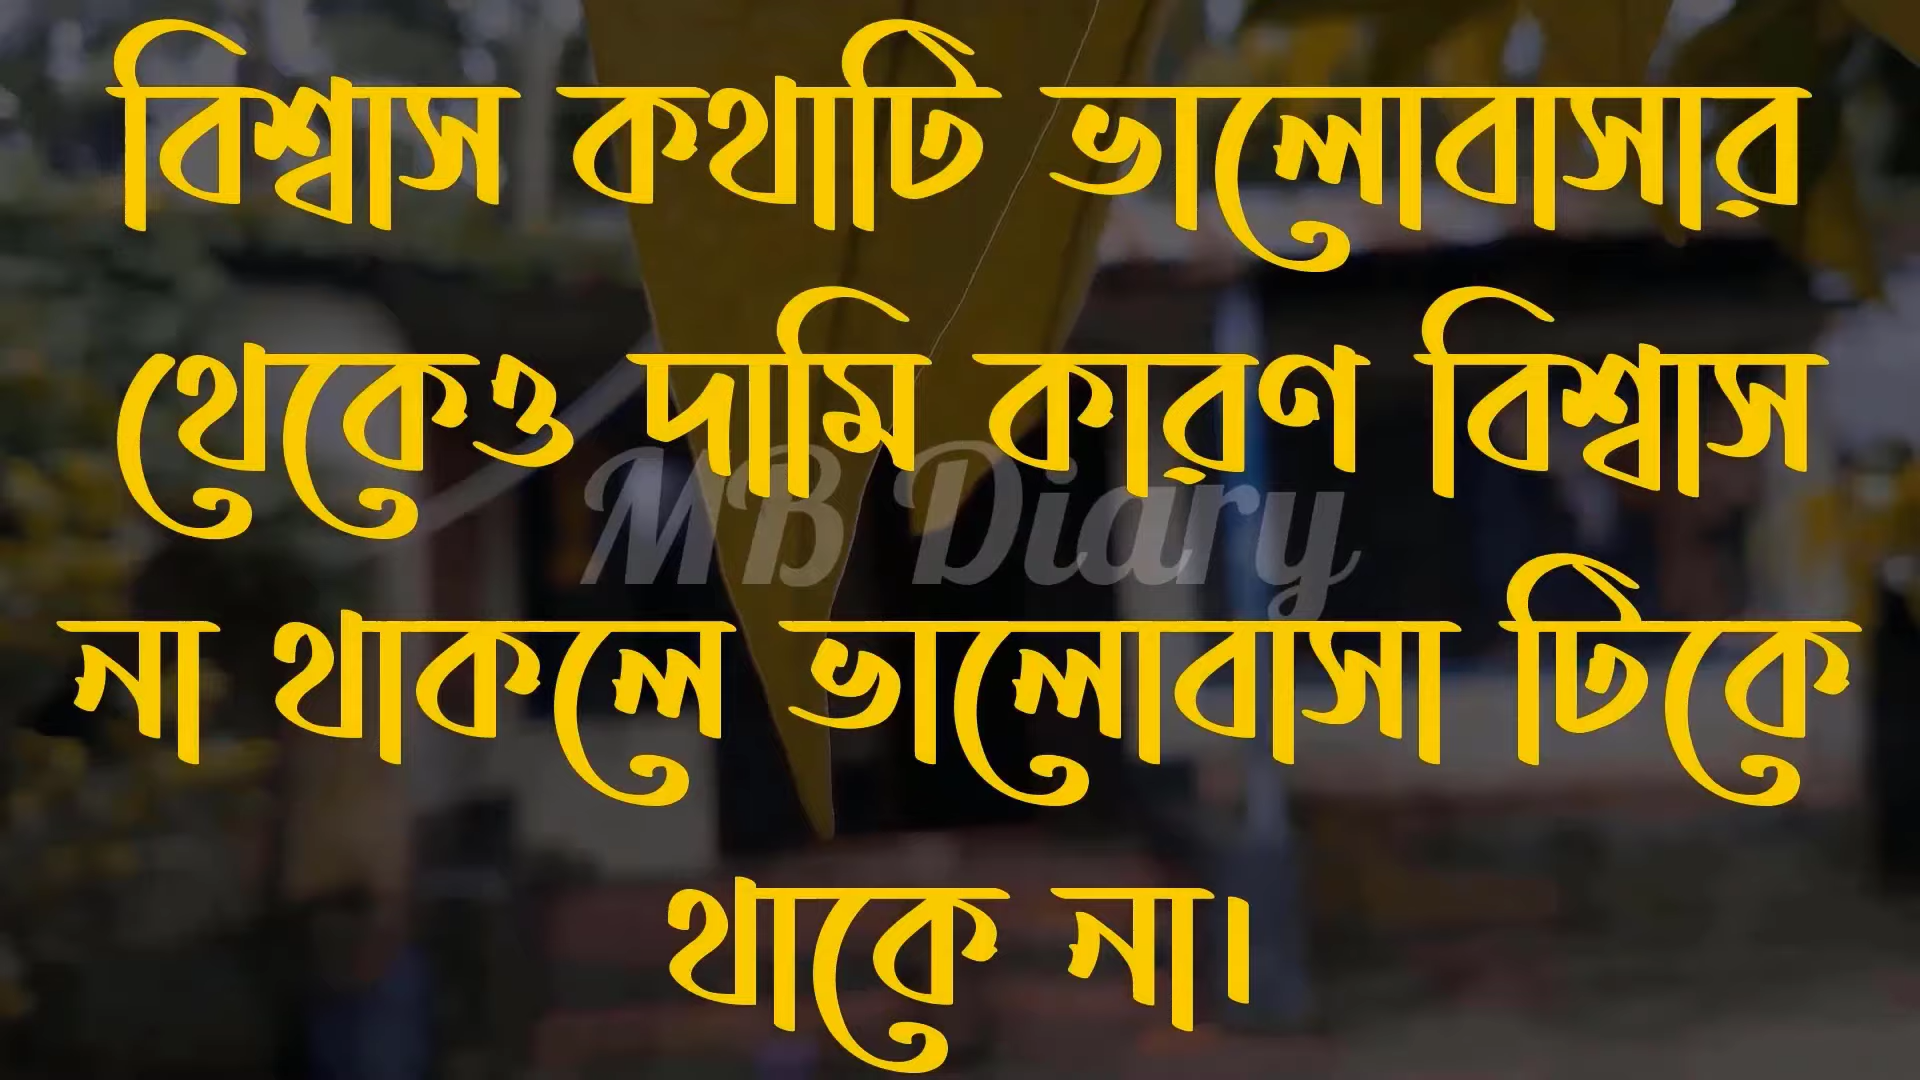 বিশ্বাস কথাটি ভালোবাসার
থেকেও দামি কারণ বিশ্বাস
MB Diary
না থাকলে ভালোবাসা টিকে
থাকে না।